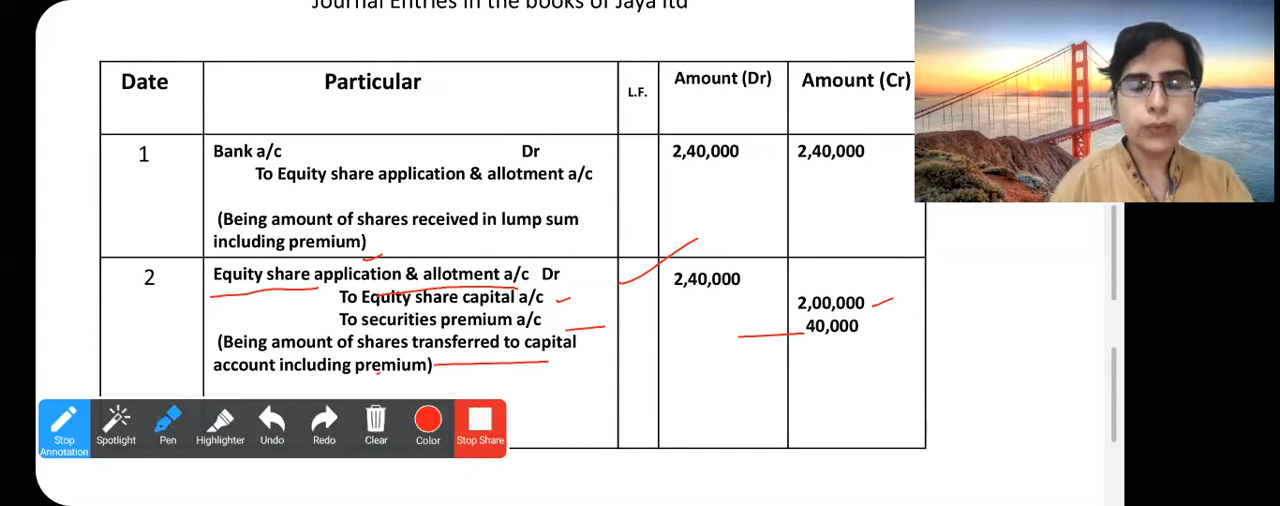 Journal Entries in the books of Jaya ltd
Date Particular L.F. Amount (Dr) Amount (Cr)
1 Bank a/c Dr 2,40,000 2,40,000
To Equity share application & allotment a/c
(Being amount of shares received in lump sum
including premium)
2 Equity share application & allotment a/c Dr 2,40,000
To Equity share capital a/c 2,00,000
To securities premium a/c 40,000
(Being amount of shares transferred to capital
account including premium)
Stop Annotation Spotlight Pen Highlighter Undo Redo Clear Color Stop Share